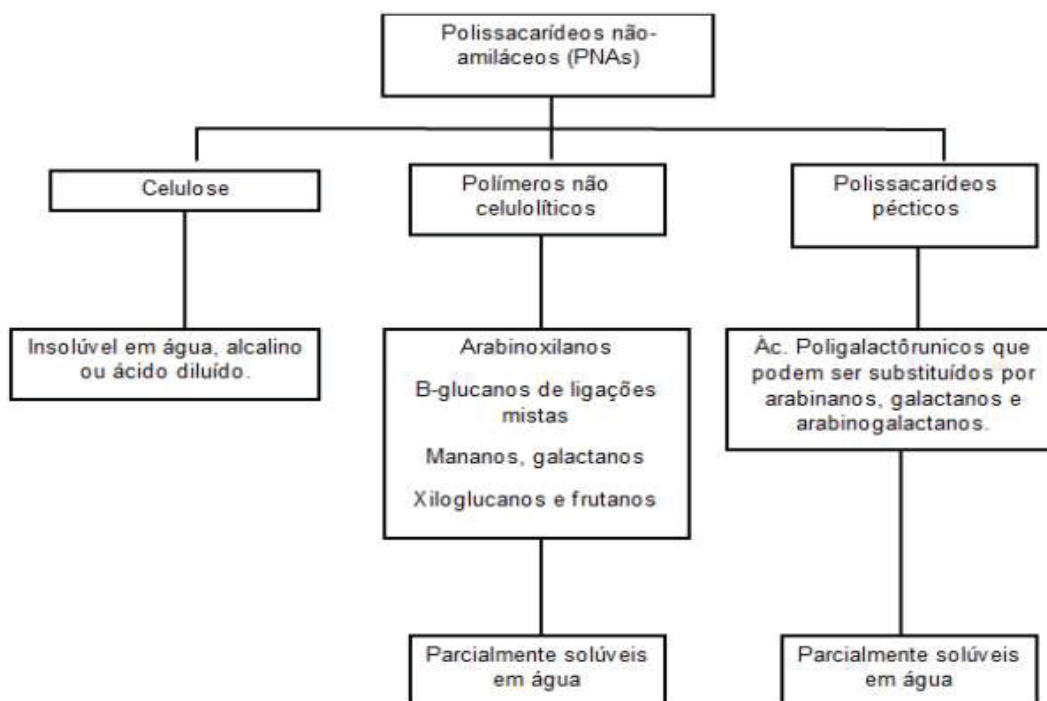 Polissacarídeos não-
amiláceos (PNAs)
Celulose
Polímeros não
celulolíticos
Polissacarídeos
pécticos
Insolúvel em água, alcalino
ou ácido diluído.
Arabinoxilanos
B-glucanos de ligações
mistas
Mananos, galactanos
Xiloglucanos e frutanos
Àc. Poligalactôrunicos que
podem ser substituídos por
arabinanos, galactanos e
arabinogalactanos.
Parcialmente solúveis
em água
Parcialmente solúveis
em água